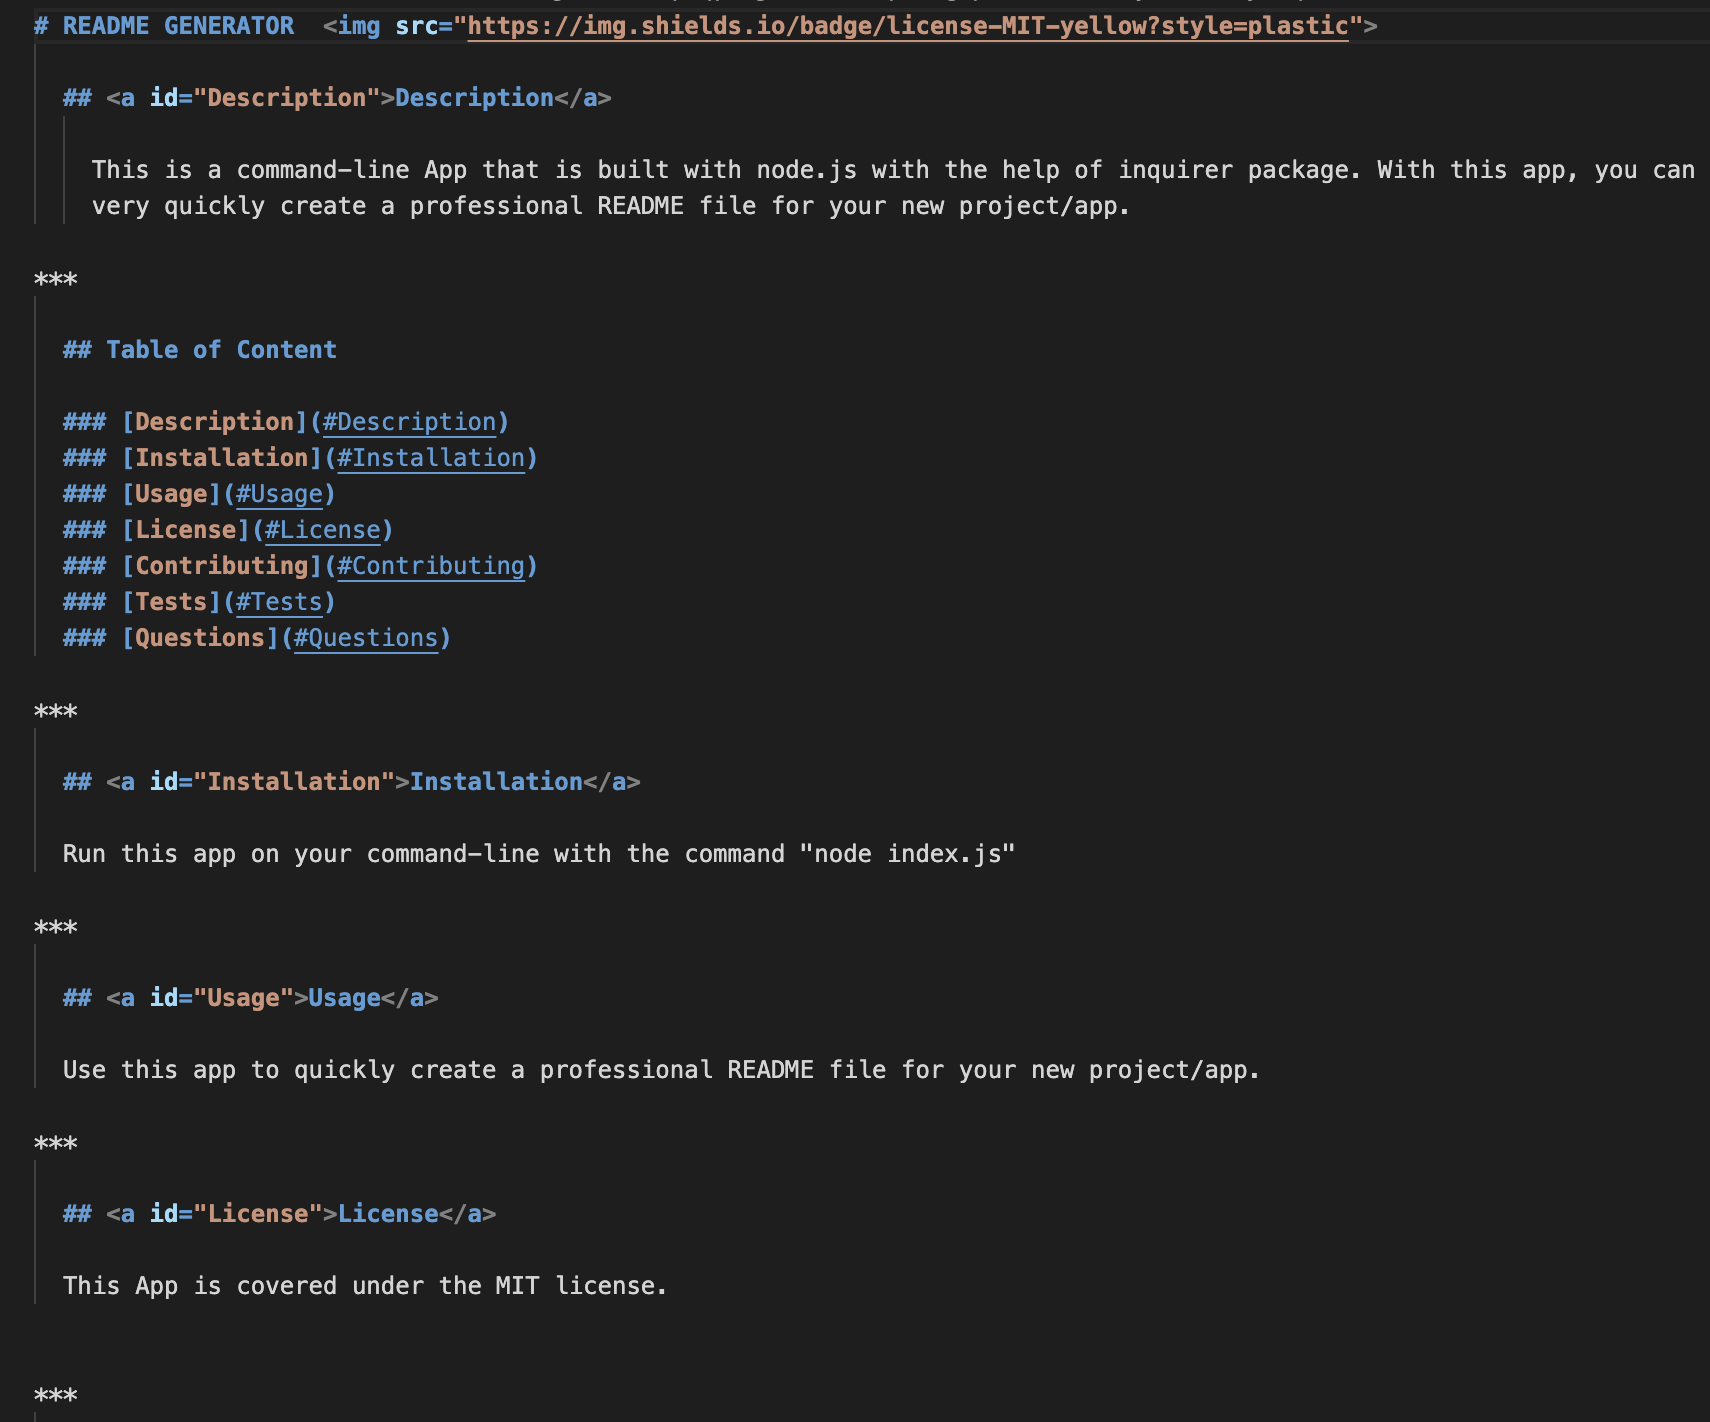 # README GENERATOR  <img src="https://img.shields.io/badge/license-MIT-yellow?style=plastic">
## <a id="Description">Description</a>
This is a command-line App that is built with node.js with the help of inquirer package. With this app, you can
very quickly create a professional README file for your new project/app.
***
## Table of Content
### [Description](#Description)
### [Installation](#Installation)
### [Usage](#Usage)
### [License](#License)
### [Contributing](#Contributing)
### [Tests](#Tests)
### [Questions](#Questions)
***
## <a id="Installation">Installation</a>
Run this app on your command-line with the command "node index.js"
***
## <a id="Usage">Usage</a>
Use this app to quickly create a professional README file for your new project/app.
***
## <a id="License">License</a>
This App is covered under the MIT license.
***